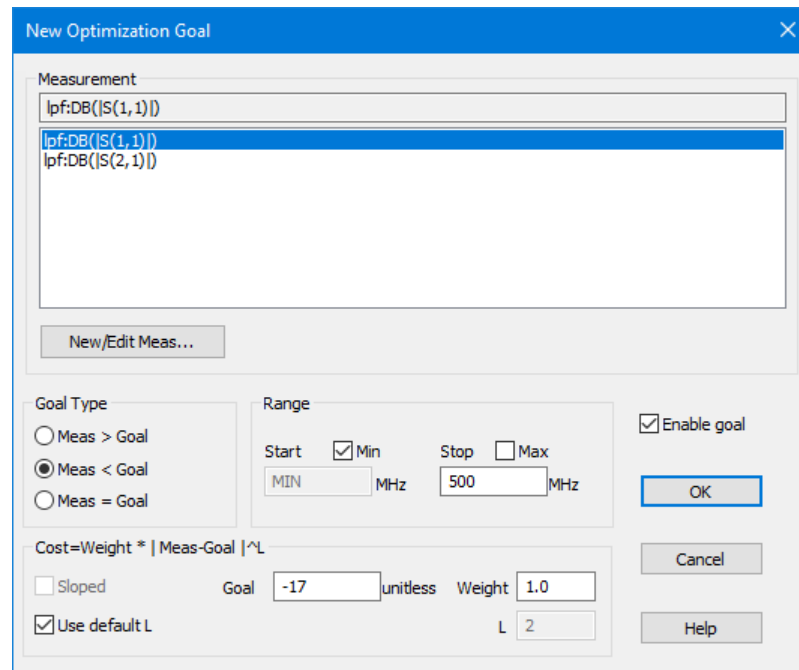 New Optimization Goal
Measurement
lpf:DB(|S(1,1)|)
lpf:DB(|S(1,1)|)
lpf:DB(|S(2,1)|)
New/Edit Meas...
Goal Type
Meas > Goal
Meas < Goal
Meas = Goal
Range
Start Min Stop Max
MIN MHz 500 MHz
Enable goal
OK
Cancel
Help
Cost=Weight * | Meas-Goal |^L
Sloped Goal -17 unitless Weight 1.0
Use default L L 2